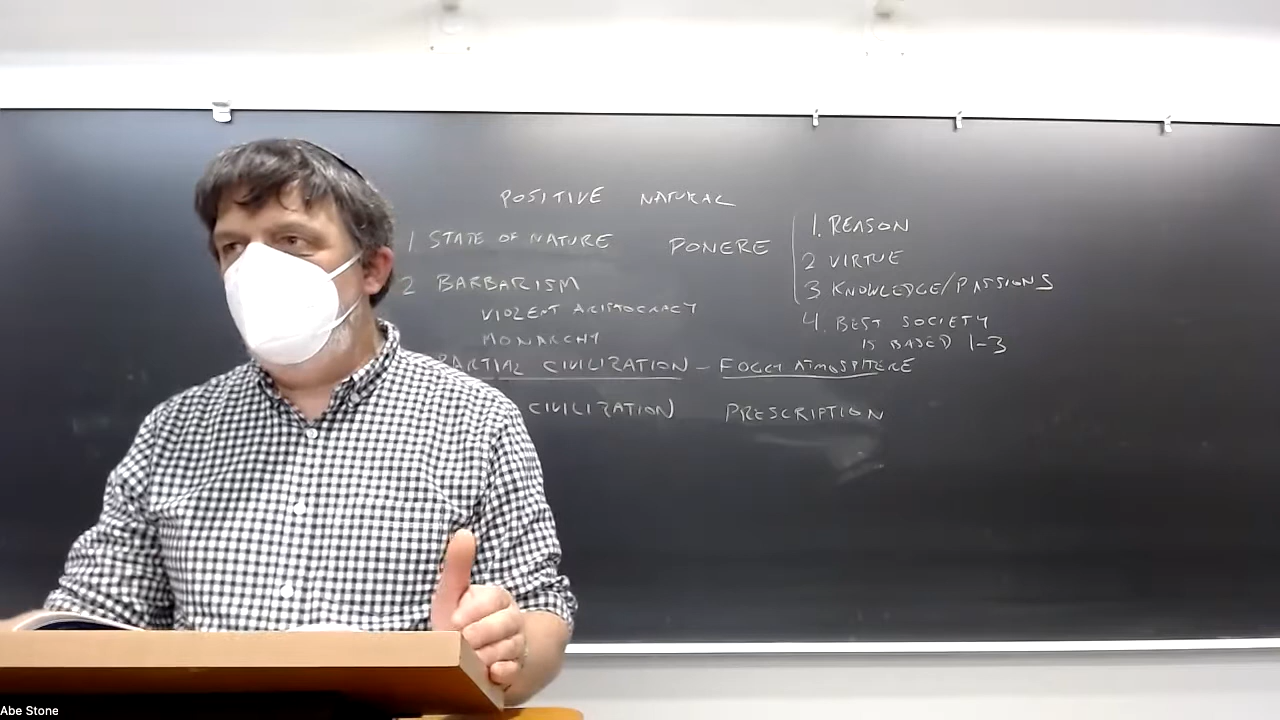 POSITIVE NATURAL
1 STATE OF NATURE
PONERE
2 BARBARISM
VIOLENT ARISTOCRACY
MONARCHY
PARTIAL CIVILIZATION – FOGGY ATMOSPHERE
CIVILIZATION PRESCRIPTION
1. REASON
2 VIRTUE
3 KNOWLEDGE/PASSIONS
4. BEST SOCIETY
IS BASED 1-3
Abe Stone